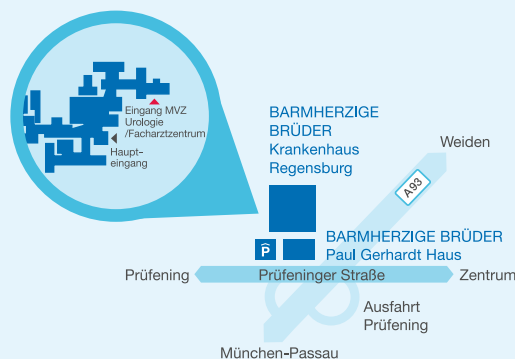 Eingang MVZ
Urologie
/Facharztzentrum
Haupt-
eingang
BARMHERZIGE
BRÜDER
Krankenhaus
Regensburg
Weiden
A93
P
BARMHERZIGE BRÜDER
Paul Gerhardt Haus
Prüfening
Prüfeninger Straße
Zentrum
Ausfahrt
Prüfening
München-Passau